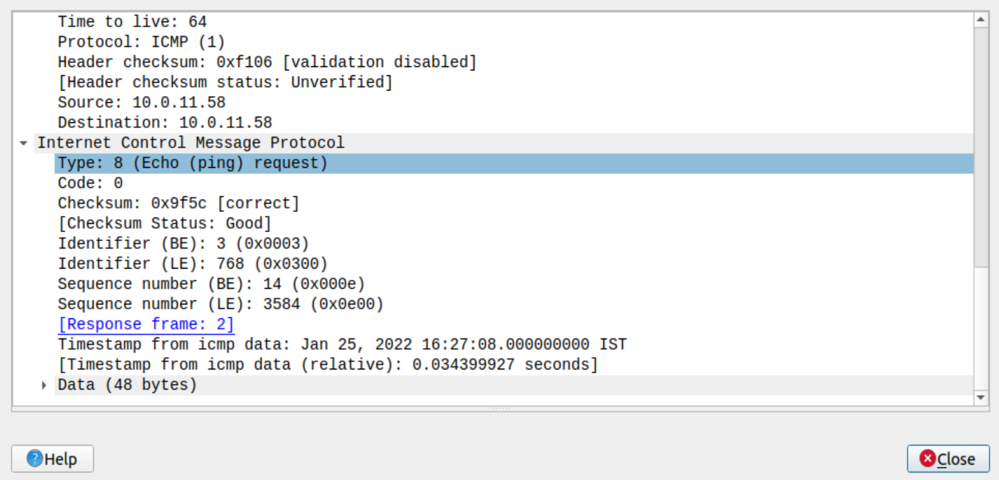 Time to live: 64
Protocol: ICMP (1)
Header checksum: 0xf106 [validation disabled]
[Header checksum status: Unverified]
Source: 10.0.11.58
Destination: 10.0.11.58
Internet Control Message Protocol
Type: 8 (Echo (ping) request)
Code: 0
Checksum: 0x9f5c [correct]
[Checksum Status: Good]
Identifier (BE): 3 (0x0003)
Identifier (LE): 768 (0x0300)
Sequence number (BE): 14 (0x000e)
Sequence number (LE): 3584 (0x0e00)
[Response frame: 2]
Timestamp from icmp data: Jan 25, 2022 16:27:08.000000000 IST
[Timestamp from icmp data (relative): 0.034399927 seconds]
Data (48 bytes)
Help
Close